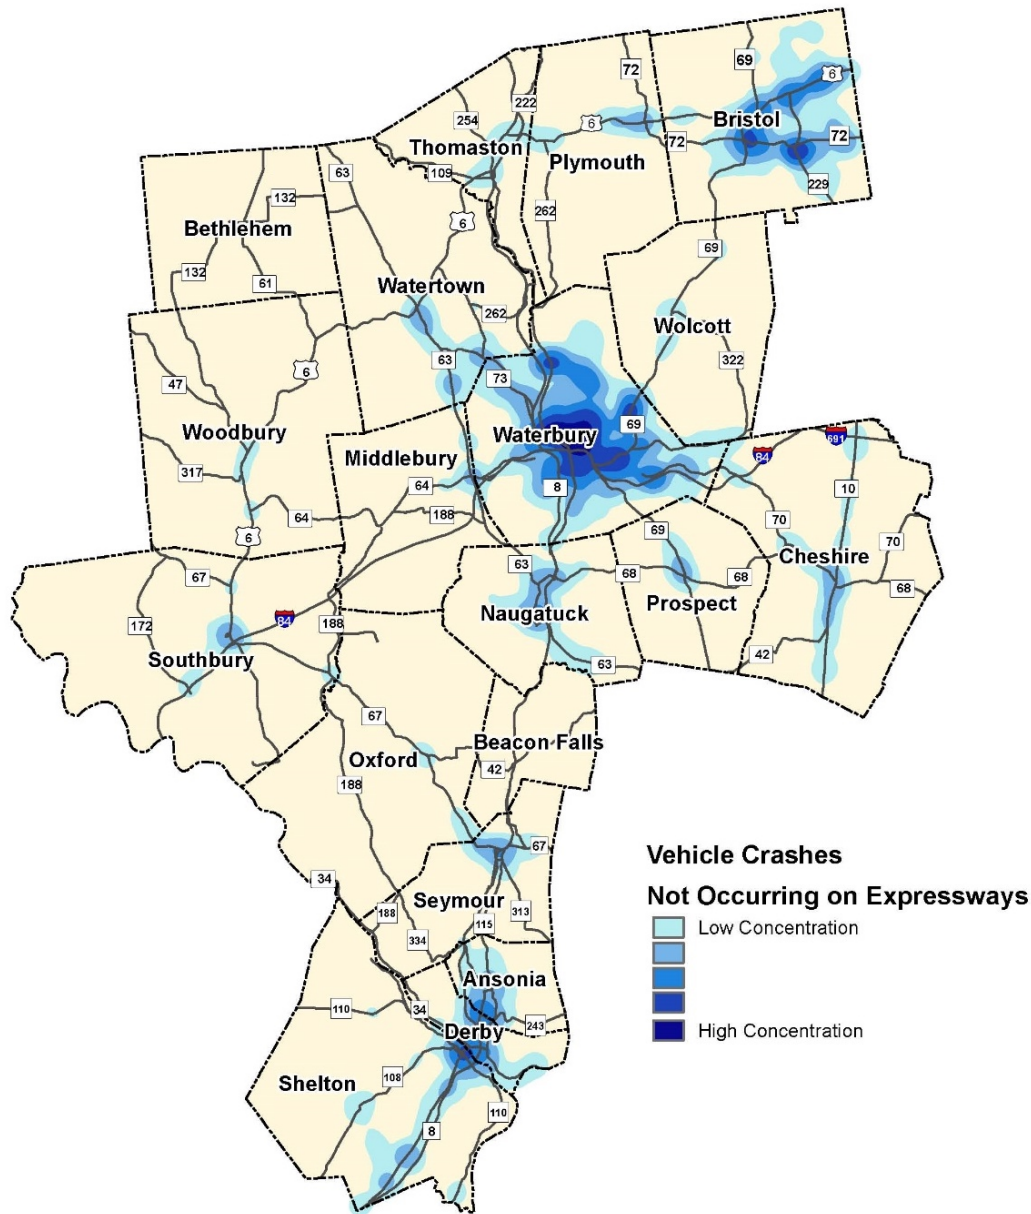 69
6
72
222
254
Bristol
6
Thomaston
72
72
Plymouth
109
63
229
132
262
6
Bethlehem
69
132
61
Watertown
262
Wolcott
63
322
6
73
47
69
691
Woodbury
Waterbury
84
Middlebury
317
64
8
10
188
64
70
69
6
70
Cheshire
63
67
68
68
68
Prospect
Naugatuck
84
172
188
42
Southbury
63
67
Beacon Falls
Oxford
42
188
67
Vehicle Crashes
34
Not Occurring on Expressways
Seymour
188
313
115
Low Concentration
334
Ansonia
110
34
243
Derby
High Concentration
108
Shelton
110
8